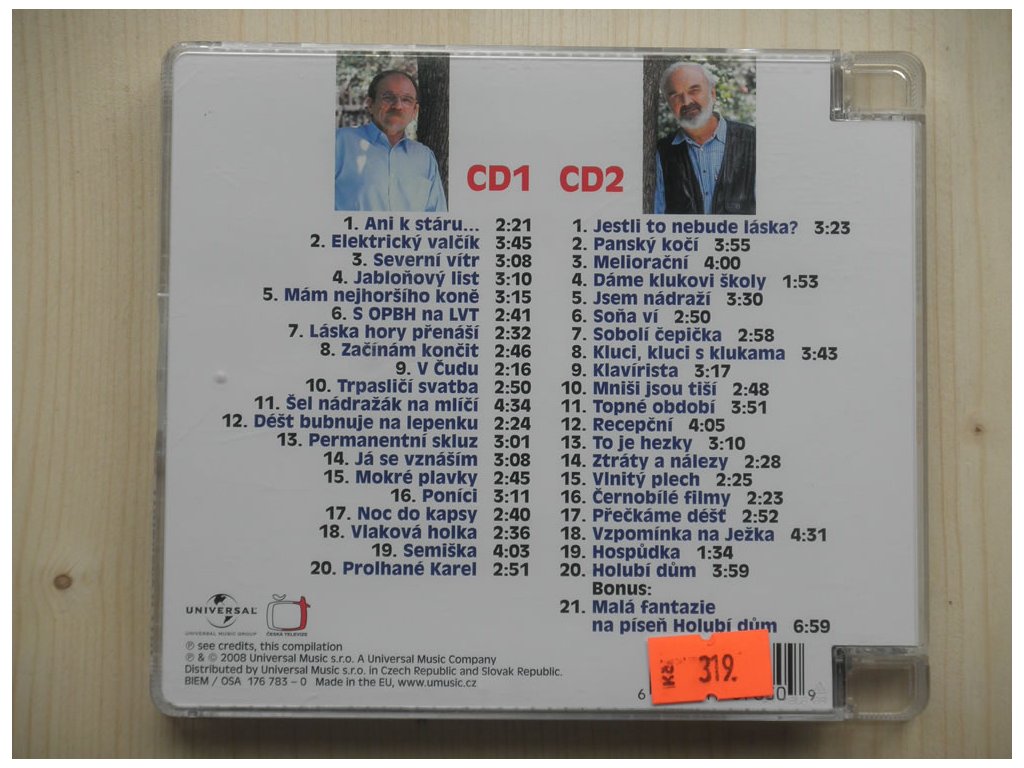 CD1
1. Ani k stáru... 2:21
2. Elektrický valčík 3:45
3. Severní vítr 3:08
4. Jabloňový list 3:10
5. Mám nejhoršího koně 3:15
6. S OPBH na LVT 2:41
7. Láska hory přenáší 2:32
8. Začínám končit 2:46
9. V Čudu 2:16
10. Trpasličí svatba 2:50
11. Šel nádražák na mlíčí 4:34
12. Déšt bubnuje na lepenku 2:24
13. Permanentní skluz 3:01
14. Já se vznáším 3:08
15. Mokré plavky 2:45
16. Poníci 3:11
17. Noc do kapsy 2:40
18. Vlaková holka 2:36
19. Semiška 4:03
20. Prolhané Karel 2:51
CD2
1. Jestli to nebude láska? 3:23
2. Panský kočí 3:55
3. Meliorační 4:00
4. Dáme klukovi školy 1:53
5. Jsem nádraží 3:30
6. Soňa ví 2:50
7. Sobolí čepička 2:58
8. Kluci, kluci s klukama 3:43
9. Klavírista 3:17
10. Mniši jsou tiší 2:48
11. Topné období 3:51
12. Recepční 4:05
13. To je hezky 3:10
14. Ztráty a nálezy 2:28
15. Vlnitý plech 2:25
16. Černobílé filmy 2:23
17. Přečkáme déšť 2:52
18. Vzpomínka na Ježka 4:31
19. Hospůdka 1:34
20. Holubí dům 3:59
Bonus:
21. Malá fantazie
na píseň Holubí dům 6:59
UNIVERSAL
UNIVERSAL MUSIC GROUP
ČESKÁ TELEVIZE
℗ see credits, this compilation
℗ & © 2008 Universal Music s.r.o. A Universal Music Company
Distributed by Universal Music s.r.o. in Czech Republic and Slovak Republic.
BIEM / OSA 176 783 – 0 Made in the EU, www.umusic.cz
Kč 319.
6 9